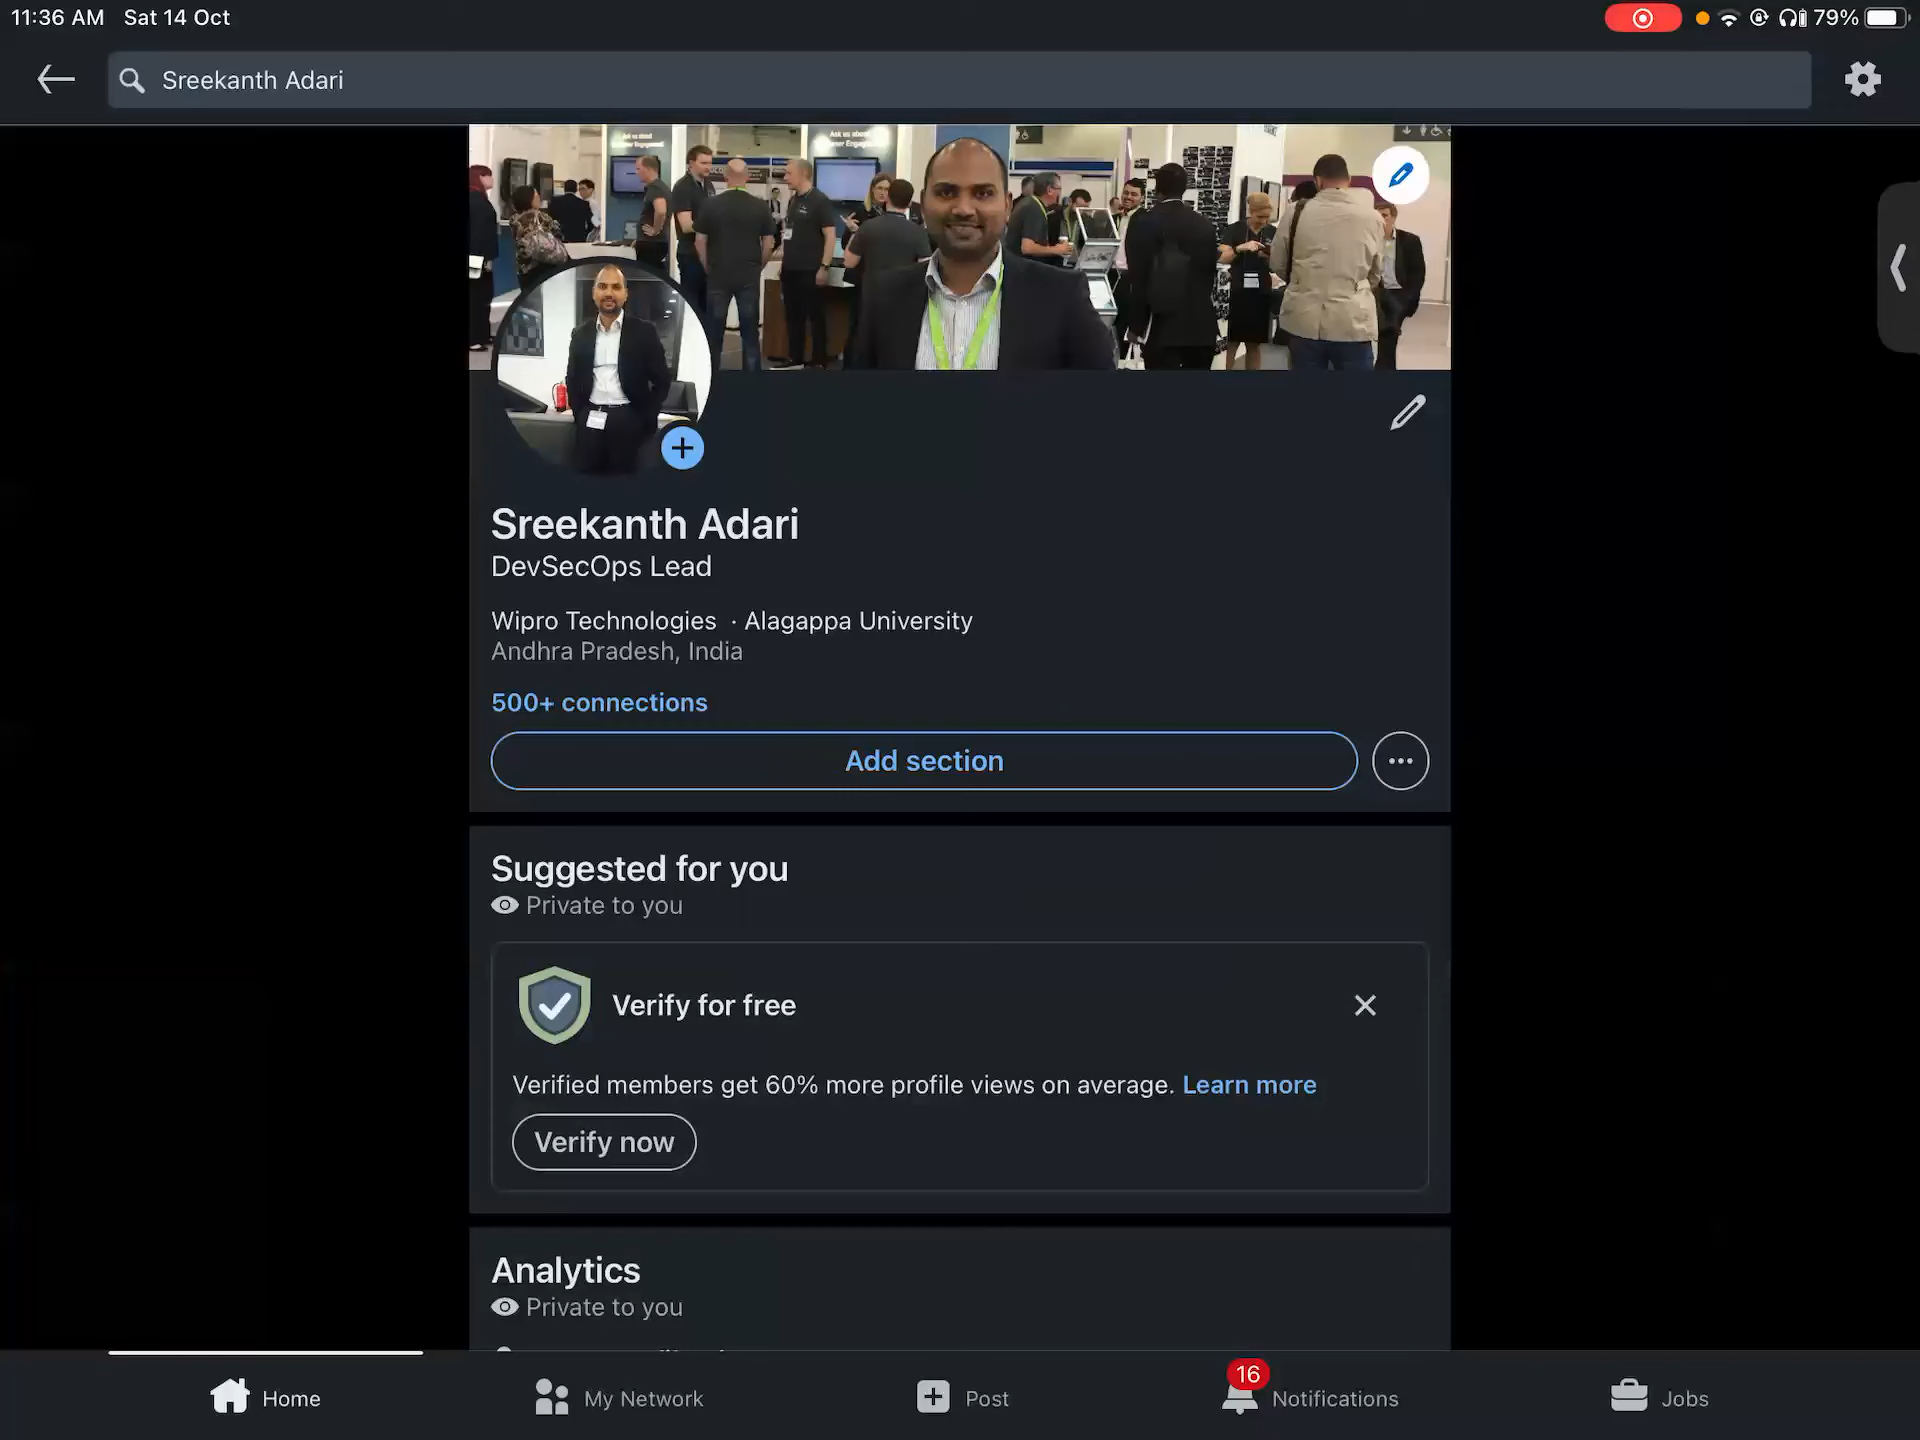 11:36 AM Sat 14 Oct
79%
Sreekanth Adari
Sreekanth Adari
DevSecOps Lead
Wipro Technologies · Alagappa University
Andhra Pradesh, India
500+ connections
Add section
Suggested for you
Private to you
Verify for free
Verified members get 60% more profile views on average. Learn more
Verify now
Analytics
Private to you
Home
My Network
Post
16
Notifications
Jobs